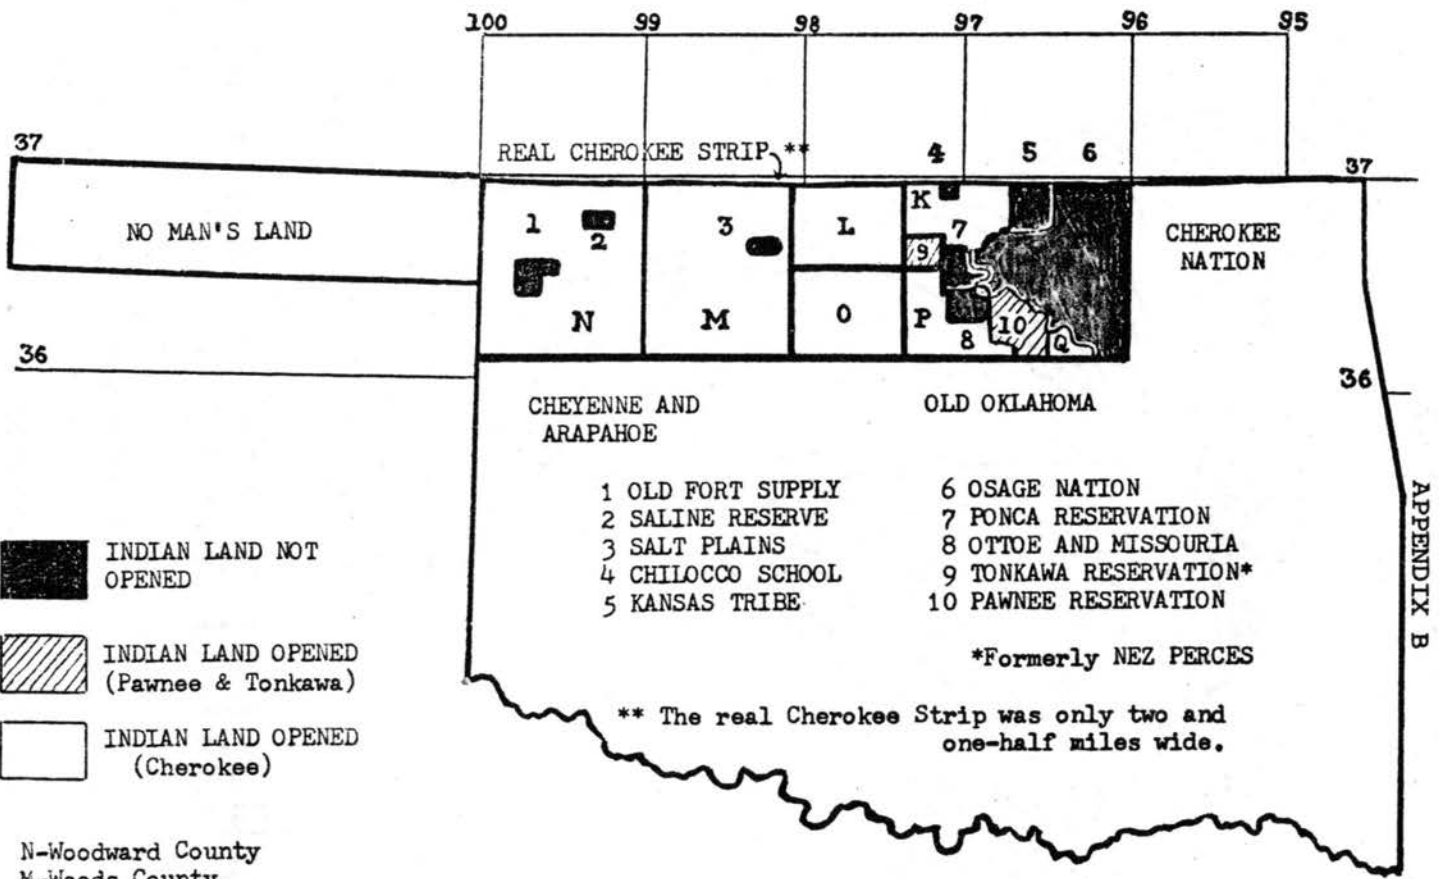 100 99 98 97 96 95
37 REAL CHEROKEE STRIP ** 4 5 6 37
NO MAN'S LAND
1 2 3 L K 7 9
CHEROKEE
NATION
N M O P 8 10 Q
36 36
CHEYENNE AND
ARAPAHOE
OLD OKLAHOMA
1 OLD FORT SUPPLY
2 SALINE RESERVE
3 SALT PLAINS
4 CHILOCCO SCHOOL
5 KANSAS TRIBE
6 OSAGE NATION
7 PONCA RESERVATION
8 OTTOE AND MISSOURIA
9 TONKAWA RESERVATION*
10 PAWNEE RESERVATION
*Formerly NEZ PERCES
** The real Cherokee Strip was only two and
one-half miles wide.
INDIAN LAND NOT
OPENED
INDIAN LAND OPENED
(Pawnee & Tonkawa)
INDIAN LAND OPENED
(Cherokee)
N-Woodward County
M-Woods County
APPENDIX B